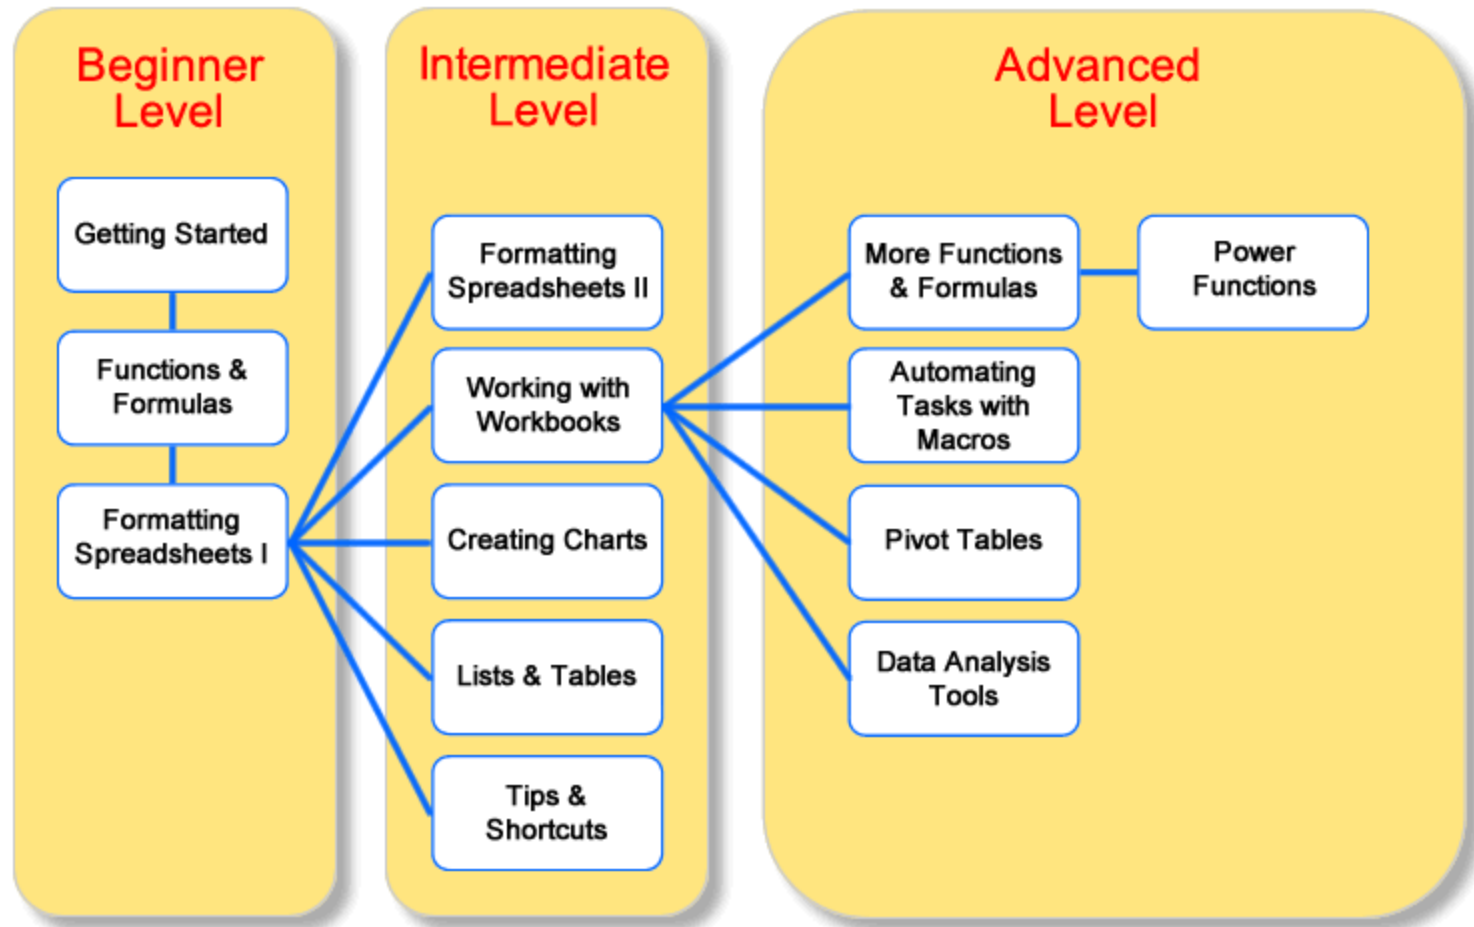 Beginner
Level
Getting Started
Functions &
Formulas
Formatting
Spreadsheets I
Intermediate
Level
Formatting
Spreadsheets II
Working with
Workbooks
Creating Charts
Lists & Tables
Tips &
Shortcuts
Advanced
Level
More Functions
& Formulas
Power
Functions
Automating
Tasks with
Macros
Pivot Tables
Data Analysis
Tools